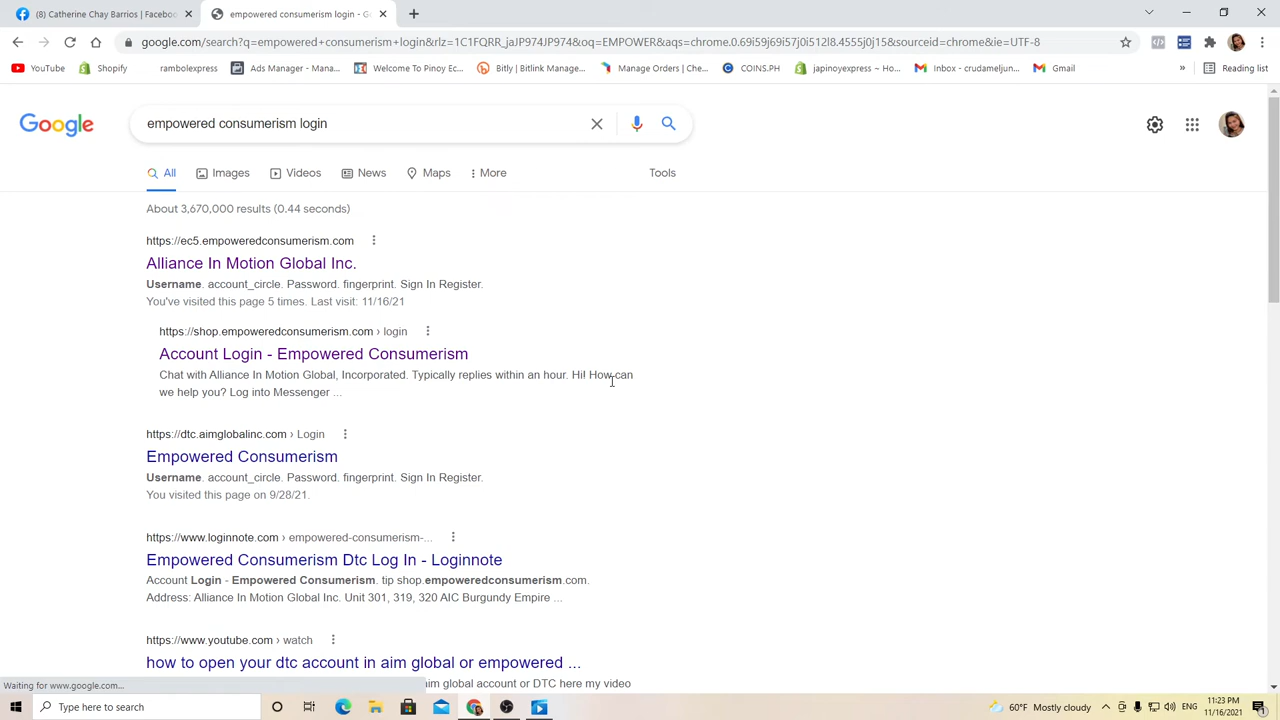 (8) Catherine Chay Barrios | Facebo
empowered consumerism login - Go
google.com/search?q=empowered+consumerism+login&rlz=1C1FKRR_jaJP974JP974&oq=EMPOWER&aqs=chrome.0.69i59j69i57j0i512l8.4555j0j15&sourceid=chrome&ie=UTF-8
YouTube
Shopify
rambolexpress
Ads Manager - Mana...
Welcome To Pinoy Ec...
Bitly | Bitlink Manage...
Manage Orders | Che...
COINS.PH
japinoyexpress ~ Ho...
Inbox - crudameljun...
Gmail
»
Reading list
Google
empowered consumerism login
All
Images
Videos
News
Maps
More
Tools
About 3,670,000 results (0.44 seconds)
https://ec5.empoweredconsumerism.com
Alliance In Motion Global Inc.
Username. account_circle. Password. fingerprint. Sign In Register.
You've visited this page 5 times. Last visit: 11/16/21
https://shop.empoweredconsumerism.com › login
Account Login - Empowered Consumerism
Chat with Alliance In Motion Global, Incorporated. Typically replies within an hour. Hi! How can
we help you? Log into Messenger ...
https://dtc.aimglobalinc.com › Login
Empowered Consumerism
Username. account_circle. Password. fingerprint. Sign In Register.
You visited this page on 9/28/21.
https://www.loginnote.com › empowered-consumerism-...
Empowered Consumerism Dtc Log In - Loginnote
Account Login - Empowered Consumerism. tip shop.empoweredconsumerism.com.
Address: Alliance In Motion Global Inc. Unit 301, 319, 320 AIC Burgundy Empire ...
https://www.youtube.com › watch
how to open your dtc account in aim global or empowered ...
aim global account or DTC here my video
Waiting for www.google.com...
Type here to search
60°F Mostly cloudy
ENG
11:23 PM
11/16/2021
1